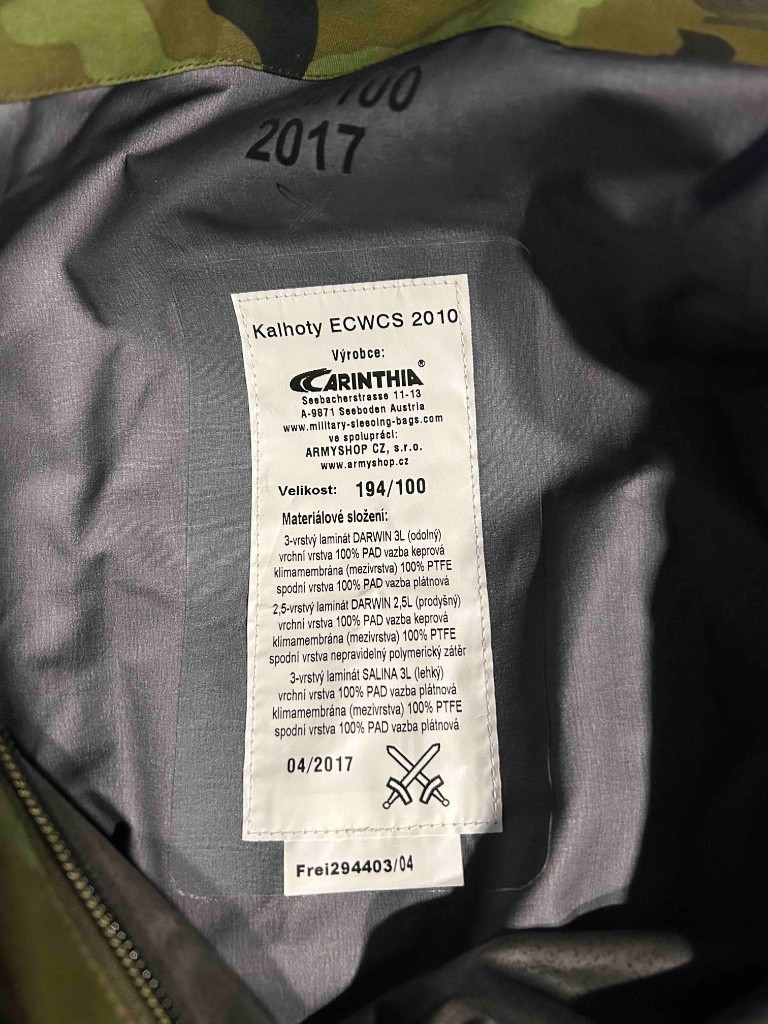 /100
2017
Kalhoty ECWCS 2010
Výrobce:
CARINTHIA®
Seebacherstrasse 11-13
A-9871 Seeboden Austria
www.military-sleeoing-bags.com
ve spolupráci:
ARMYSHOP CZ, s.r.o.
www.armyshop.cz
Velikost: 194/100
Materiálové složení:
3-vrstvý laminát DARWIN 3L (odolný)
vrchní vrstva 100% PAD vazba keprová
klimamembrána (mezivrstva) 100% PTFE
spodní vrstva 100% PAD vazba plátnová
2,5-vrstvý laminát DARWIN 2,5L (prodyšný)
vrchní vrstva 100% PAD vazba keprová
klimamembrána (mezivrstva) 100% PTFE
spodní vrstva nepravidelný polymerický zátěr
3-vrstvý laminát SALINA 3L (lehký)
vrchní vrstva 100% PAD vazba plátnová
klimamembrána (mezivrstva) 100% PTFE
spodní vrstva 100% PAD vazba plátnová
04/2017
Frei294403/04